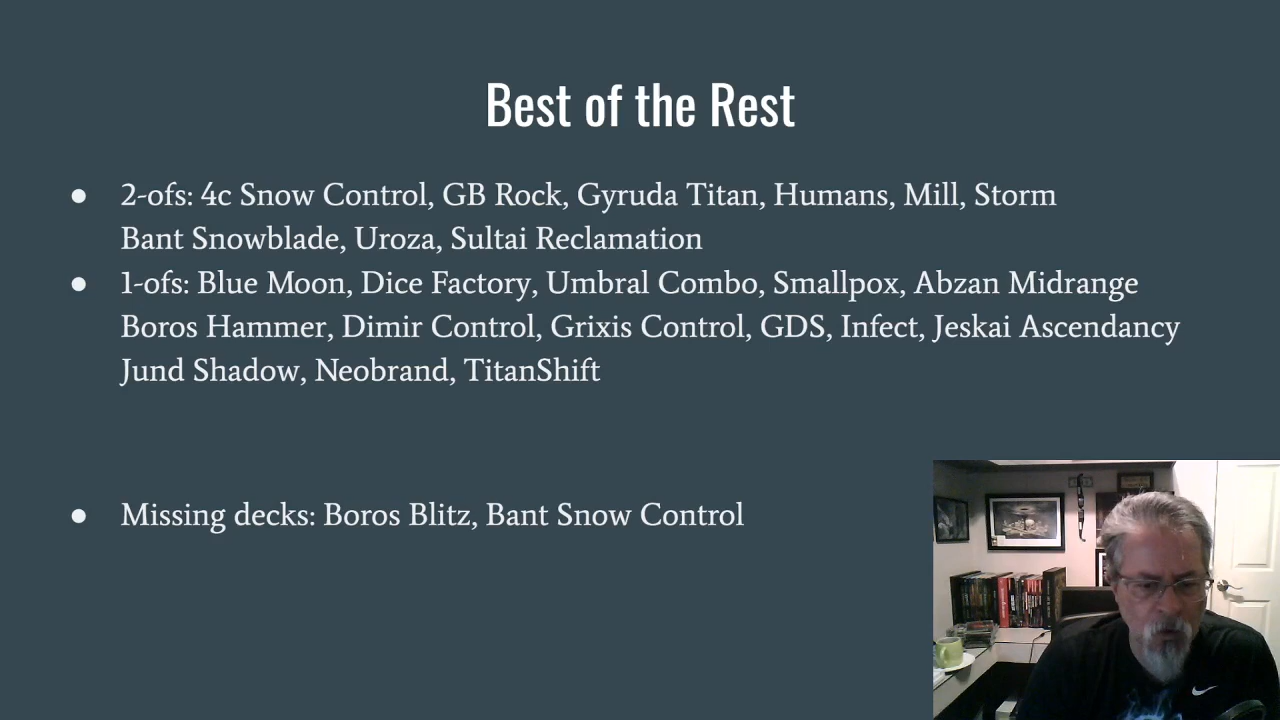 Best of the Rest
● 2-ofs: 4c Snow Control, GB Rock, Gyruda Titan, Humans, Mill, Storm
Bant Snowblade, Uroza, Sultai Reclamation
● 1-ofs: Blue Moon, Dice Factory, Umbral Combo, Smallpox, Abzan Midrange
Boros Hammer, Dimir Control, Grixis Control, GDS, Infect, Jeskai Ascendancy
Jund Shadow, Neobrand, TitanShift
● Missing decks: Boros Blitz, Bant Snow Control